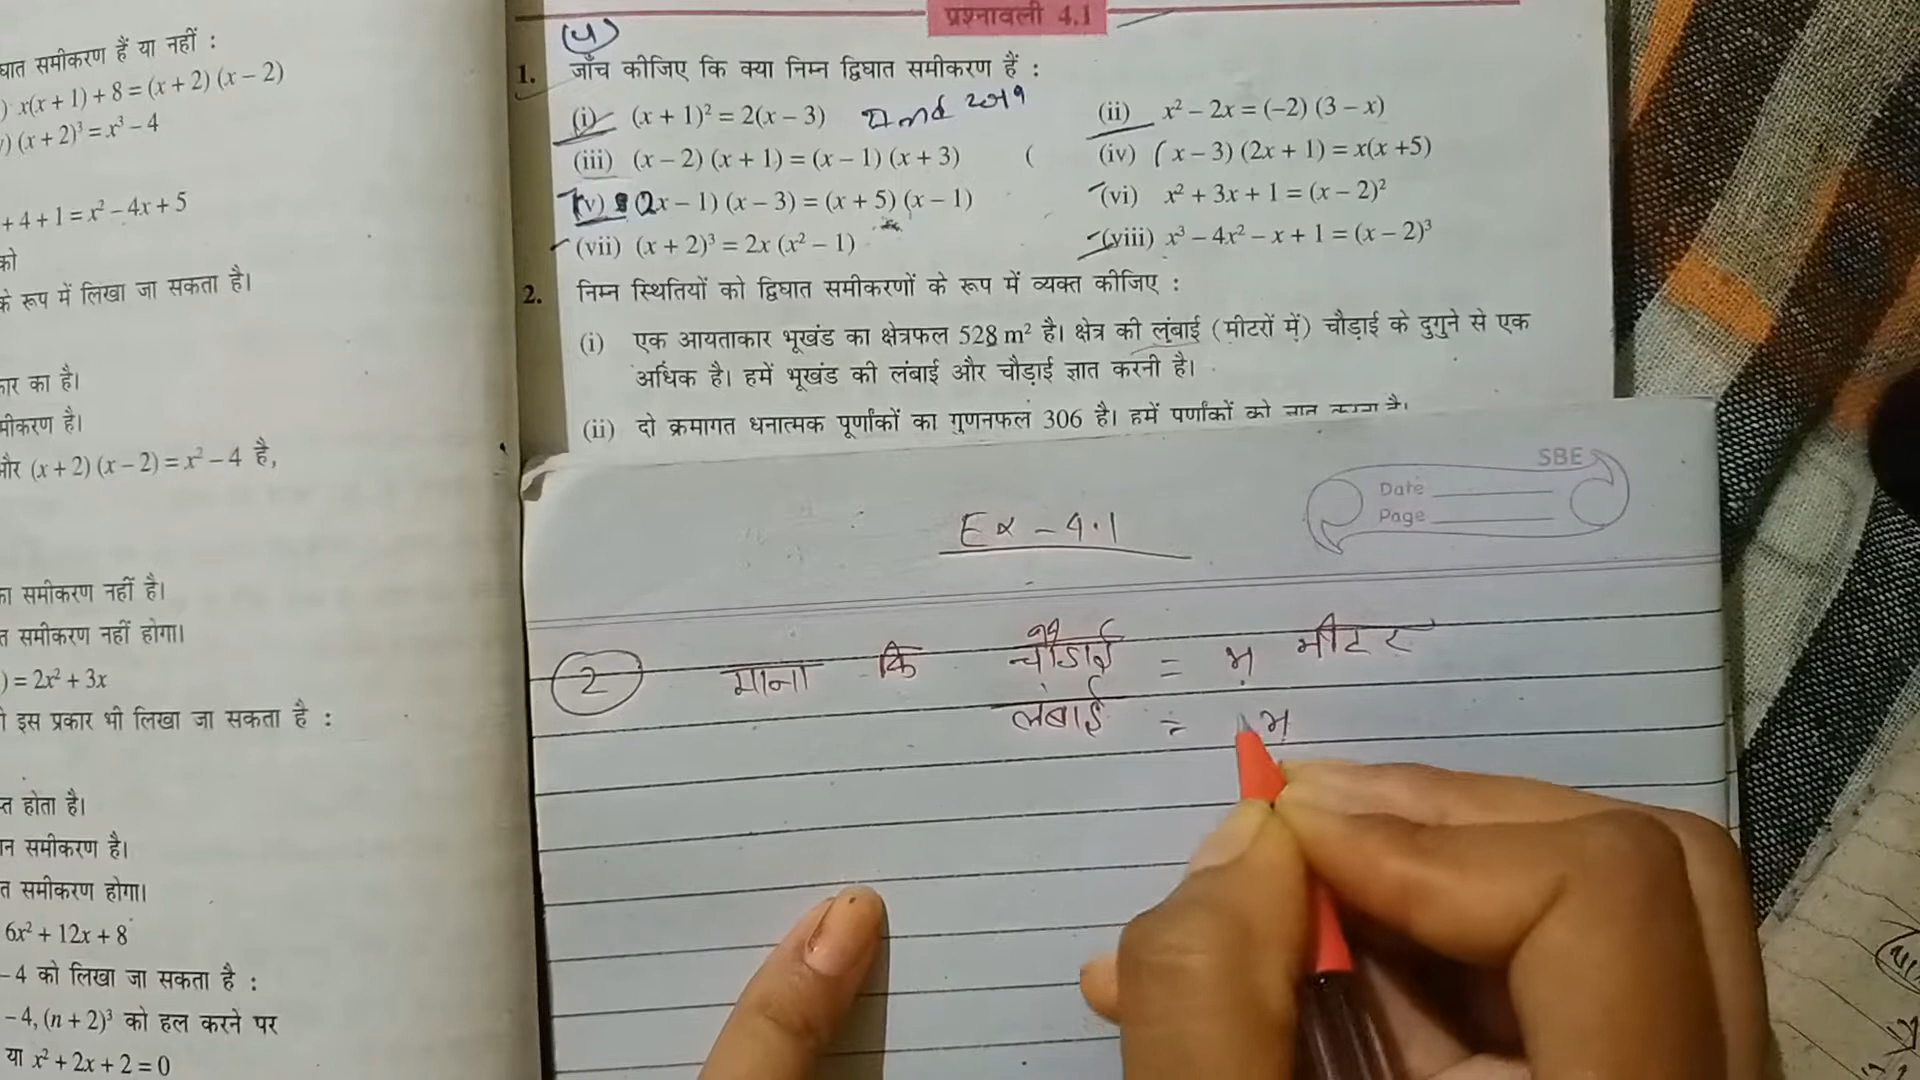 घात समीकरण हैं या नहीं :
) x(x + 1) + 8 = (x + 2) (x – 2)
) (x + 2)³ = x³ – 4
+ 4 + 1 = x² – 4x + 5
को
के रूप में लिखा जा सकता है।
कार का है।
मीकरण है।
और (x + 2) (x – 2) = x² – 4 है,
का समीकरण नहीं है।
त समीकरण नहीं होगा।
) = 2x² + 3x
इस प्रकार भी लिखा जा सकता है :
प्त होता है।
समीकरण है।
त समीकरण होगा।
6x² + 12x + 8
– 4 को लिखा जा सकता है :
– 4, (n + 2)³ को हल करने पर
या x² + 2x + 2 = 0
प्रश्नावली 4.1
1. जाँच कीजिए कि क्या निम्न द्विघात समीकरण हैं :
(i) (x + 1)² = 2(x – 3) (ii) x² – 2x = (–2) (3 – x)
(iii) (x – 2) (x + 1) = (x – 1) (x + 3) (iv) (x – 3) (2x + 1) = x(x +5)
(v) (2x – 1) (x – 3) = (x + 5) (x – 1) (vi) x² + 3x + 1 = (x – 2)²
(vii) (x + 2)³ = 2x (x² – 1) (viii) x³ – 4x² – x + 1 = (x – 2)³
2. निम्न स्थितियों को द्विघात समीकरणों के रूप में व्यक्त कीजिए :
(i) एक आयताकार भूखंड का क्षेत्रफल 528 m² है। क्षेत्र की लंबाई (मीटरों में) चौड़ाई के दुगुने से एक
अधिक है। हमें भूखंड की लंबाई और चौड़ाई ज्ञात करनी है।
(ii) दो क्रमागत धनात्मक पूर्णांकों का गुणनफल 306 है। हमें पूर्णांकों को ज्ञात करना है।
SBE
Date
Page
Ex – 4.1
2 माना कि चौड़ाई = x मीटर
लंबाई = x